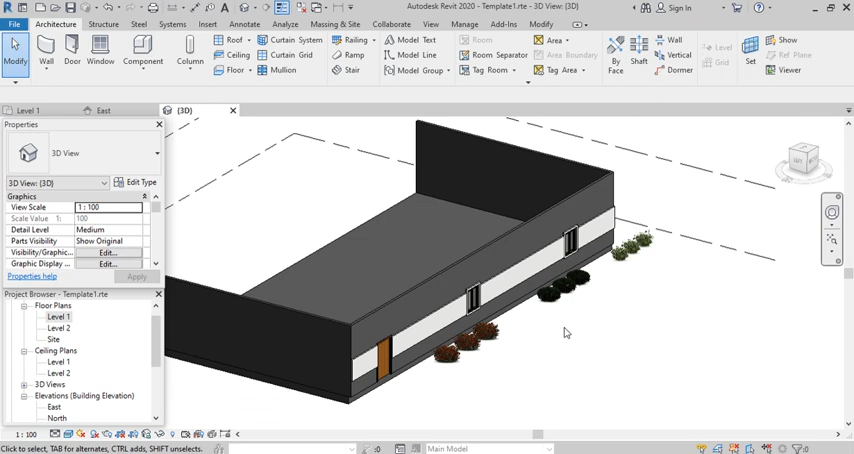 Autodesk Revit 2020 - Template1.rte - 3D View: {3D}
Sign In
File
Architecture
Structure
Steel
Systems
Insert
Annotate
Analyze
Massing & Site
Collaborate
View
Manage
Add-Ins
Modify
Modify
Wall
Door
Window
Component
Column
Roof
Ceiling
Floor
Curtain System
Curtain Grid
Mullion
Railing
Ramp
Stair
Model Text
Model Line
Model Group
Room
Room Separator
Tag Room
Area
Area Boundary
Tag Area
By
Face
Shaft
Wall
Vertical
Dormer
Level
Grid
Set
Show
Ref Plane
Viewer
Level 1
East
{3D}
Properties
3D View
3D View: {3D}
Edit Type
Graphics
View Scale 1 : 100
Scale Value 1: 100
Detail Level Medium
Parts Visibility Show Original
Visibility/Graphic... Edit...
Graphic Display ... Edit...
Properties help
Apply
Project Browser - Template1.rte
Floor Plans
Level 1
Level 2
Site
Ceiling Plans
Level 1
Level 2
3D Views
Elevations (Building Elevation)
East
North
1 : 100
Click to select, TAB for alternates, CTRL adds, SHIFT unselects.
:0
Main Model
:0